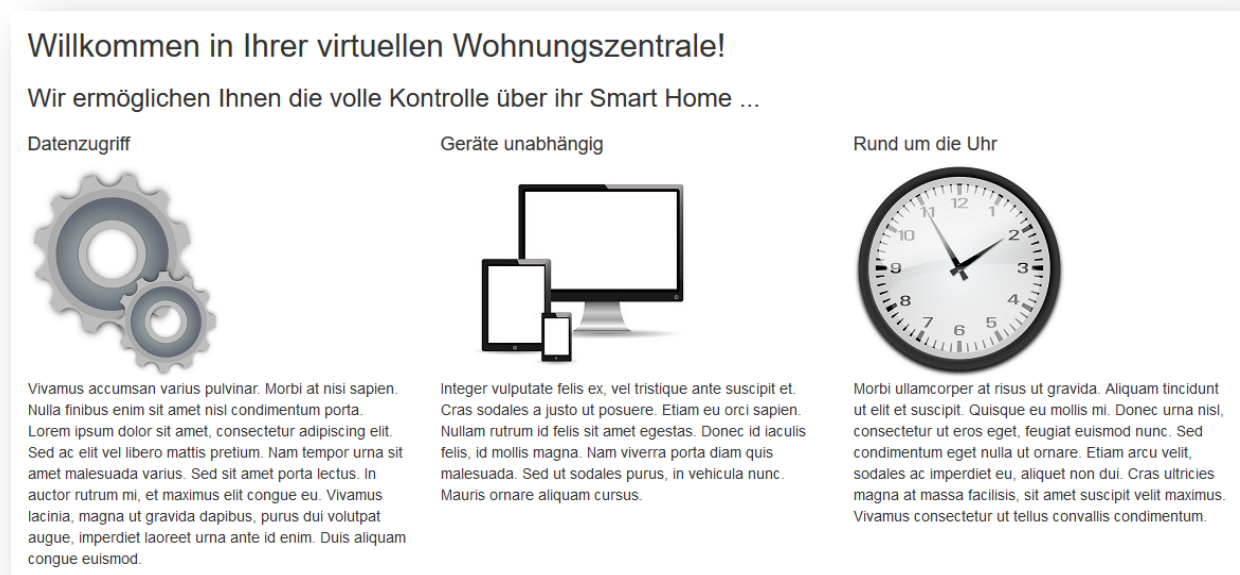 Willkommen in Ihrer virtuellen Wohnungszentrale!
Wir ermöglichen Ihnen die volle Kontrolle über ihr Smart Home ...
Datenzugriff
Vivamus accumsan varius pulvinar. Morbi at nisi sapien.
Nulla finibus enim sit amet nisl condimentum porta.
Lorem ipsum dolor sit amet, consectetur adipiscing elit.
Sed ac elit vel libero mattis pretium. Nam tempor urna sit
amet malesuada varius. Sed sit amet porta lectus. In
auctor rutrum mi, et maximus elit congue eu. Vivamus
lacinia, magna ut gravida dapibus, purus dui volutpat
augue, imperdiet laoreet urna ante id enim. Duis aliquam
congue euismod.
Geräte unabhängig
Integer vulputate felis ex, vel tristique ante suscipit et.
Cras sodales a justo ut posuere. Etiam eu orci sapien.
Nullam rutrum id felis sit amet egestas. Donec id iaculis
felis, id mollis magna. Nam viverra porta diam quis
malesuada. Sed ut sodales purus, in vehicula nunc.
Mauris ornare aliquam cursus.
Rund um die Uhr
12
1
2
3
4
5
6
7
8
9
10
11
Morbi ullamcorper at risus ut gravida. Aliquam tincidunt
ut elit et suscipit. Quisque eu mollis mi. Donec urna nisl,
consectetur ut eros eget, feugiat euismod nunc. Sed
condimentum eget nulla ut ornare. Etiam arcu velit,
sodales ac imperdiet eu, aliquet non dui. Cras ultricies
magna at massa facilisis, sit amet suscipit velit maximus.
Vivamus consectetur ut tellus convallis condimentum.